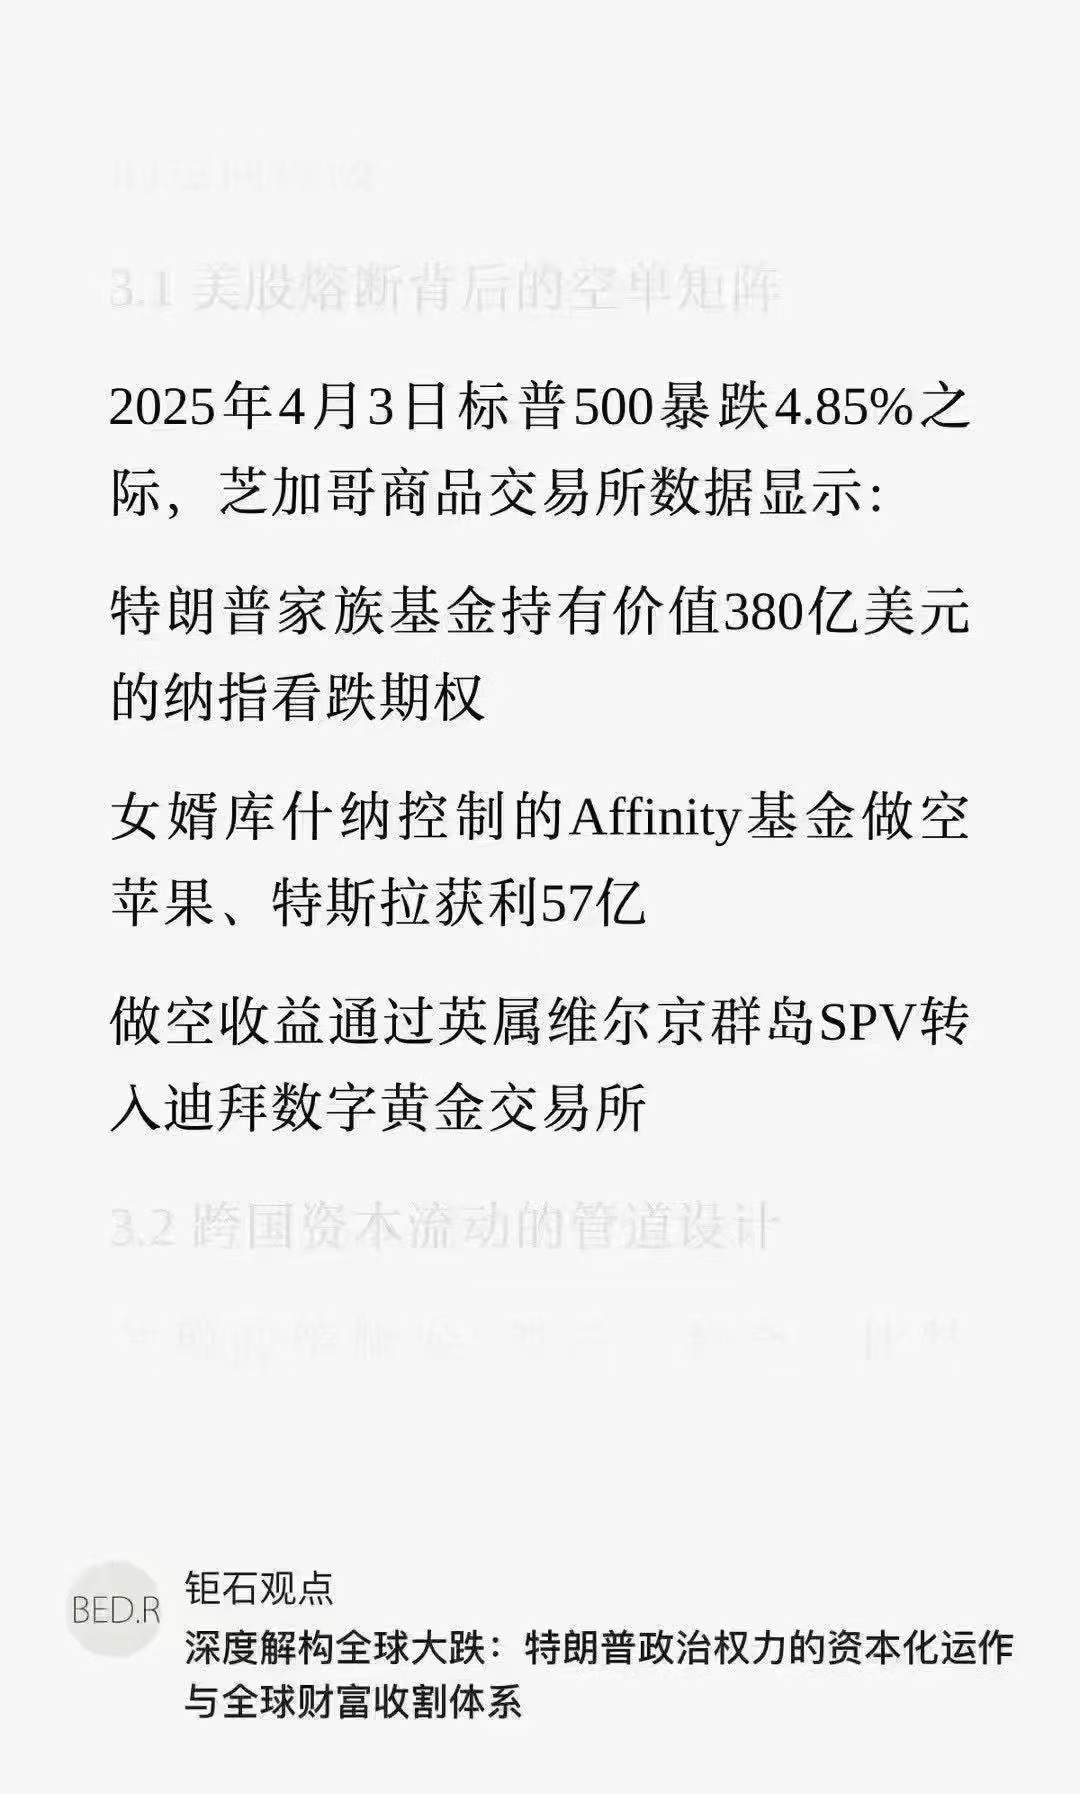 3.1 美股熔断背后的空单矩阵
2025年4月3日标普500暴跌4.85%之
际，芝加哥商品交易所数据显示：
特朗普家族基金持有价值380亿美元
的纳指看跌期权
女婿库什纳控制的Affinity基金做空
苹果、特斯拉获利57亿
做空收益通过英属维尔京群岛SPV转
入迪拜数字黄金交易所
3.2 跨国资本流动的管道设计
BED.R
钜石观点
深度解构全球大跌：特朗普政治权力的资本化运作
与全球财富收割体系